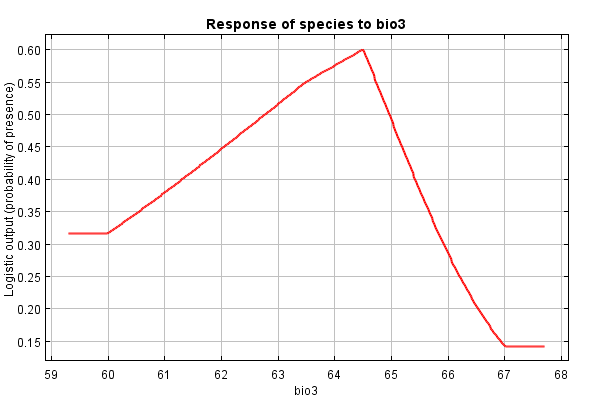 Response of species to bio3
Logistic output (probability of presence)
0.60
0.55
0.50
0.45
0.40
0.35
0.30
0.25
0.20
0.15
59 60 61 62 63 64 65 66 67 68
bio3